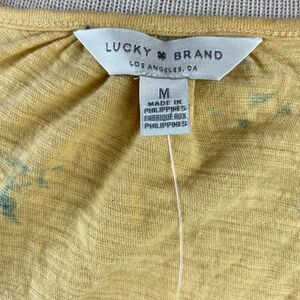 LUCKY BRAND
LOS ANGELES, CA
M
MADE IN
PHILIPPINES
FABRIQUÉ AUX
PHILIPPINES